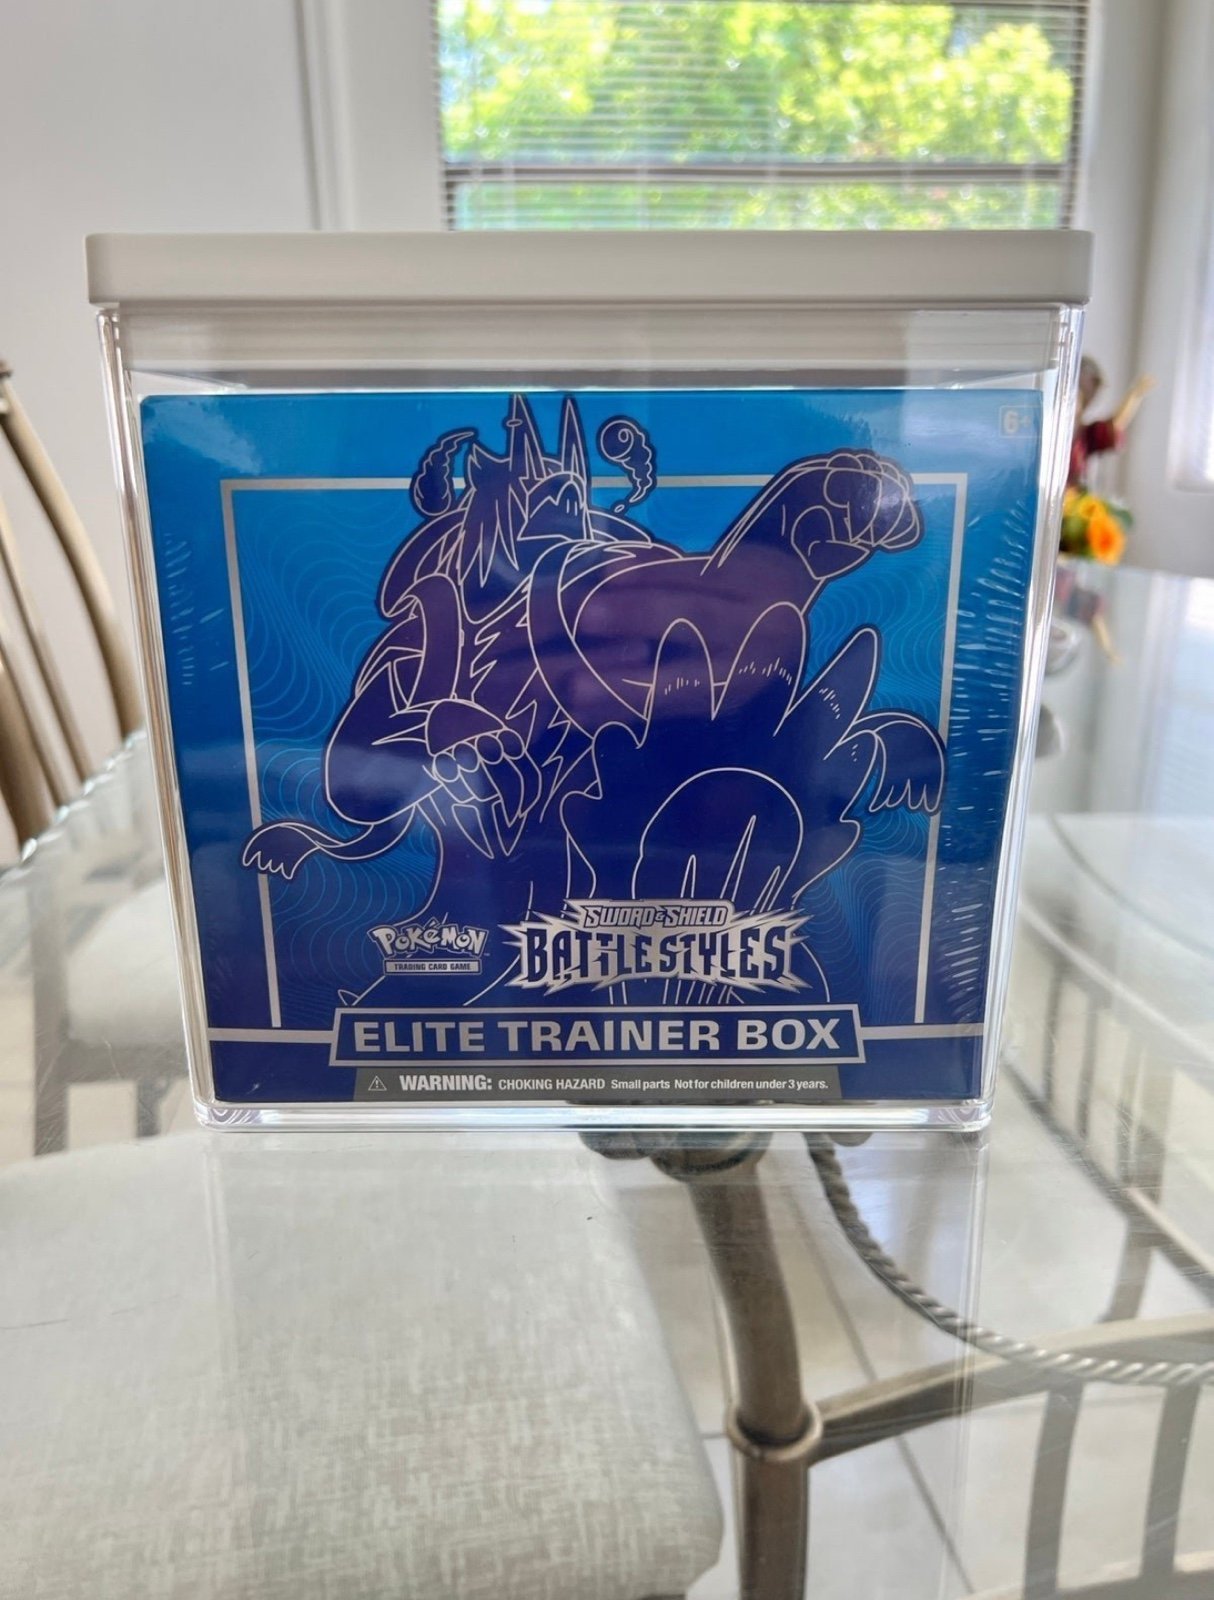 6+
Pokémon
TRADING CARD GAME
SWORD & SHIELD
BATTLE STYLES
ELITE TRAINER BOX
WARNING: CHOKING HAZARD Small parts Not for children under 3 years.